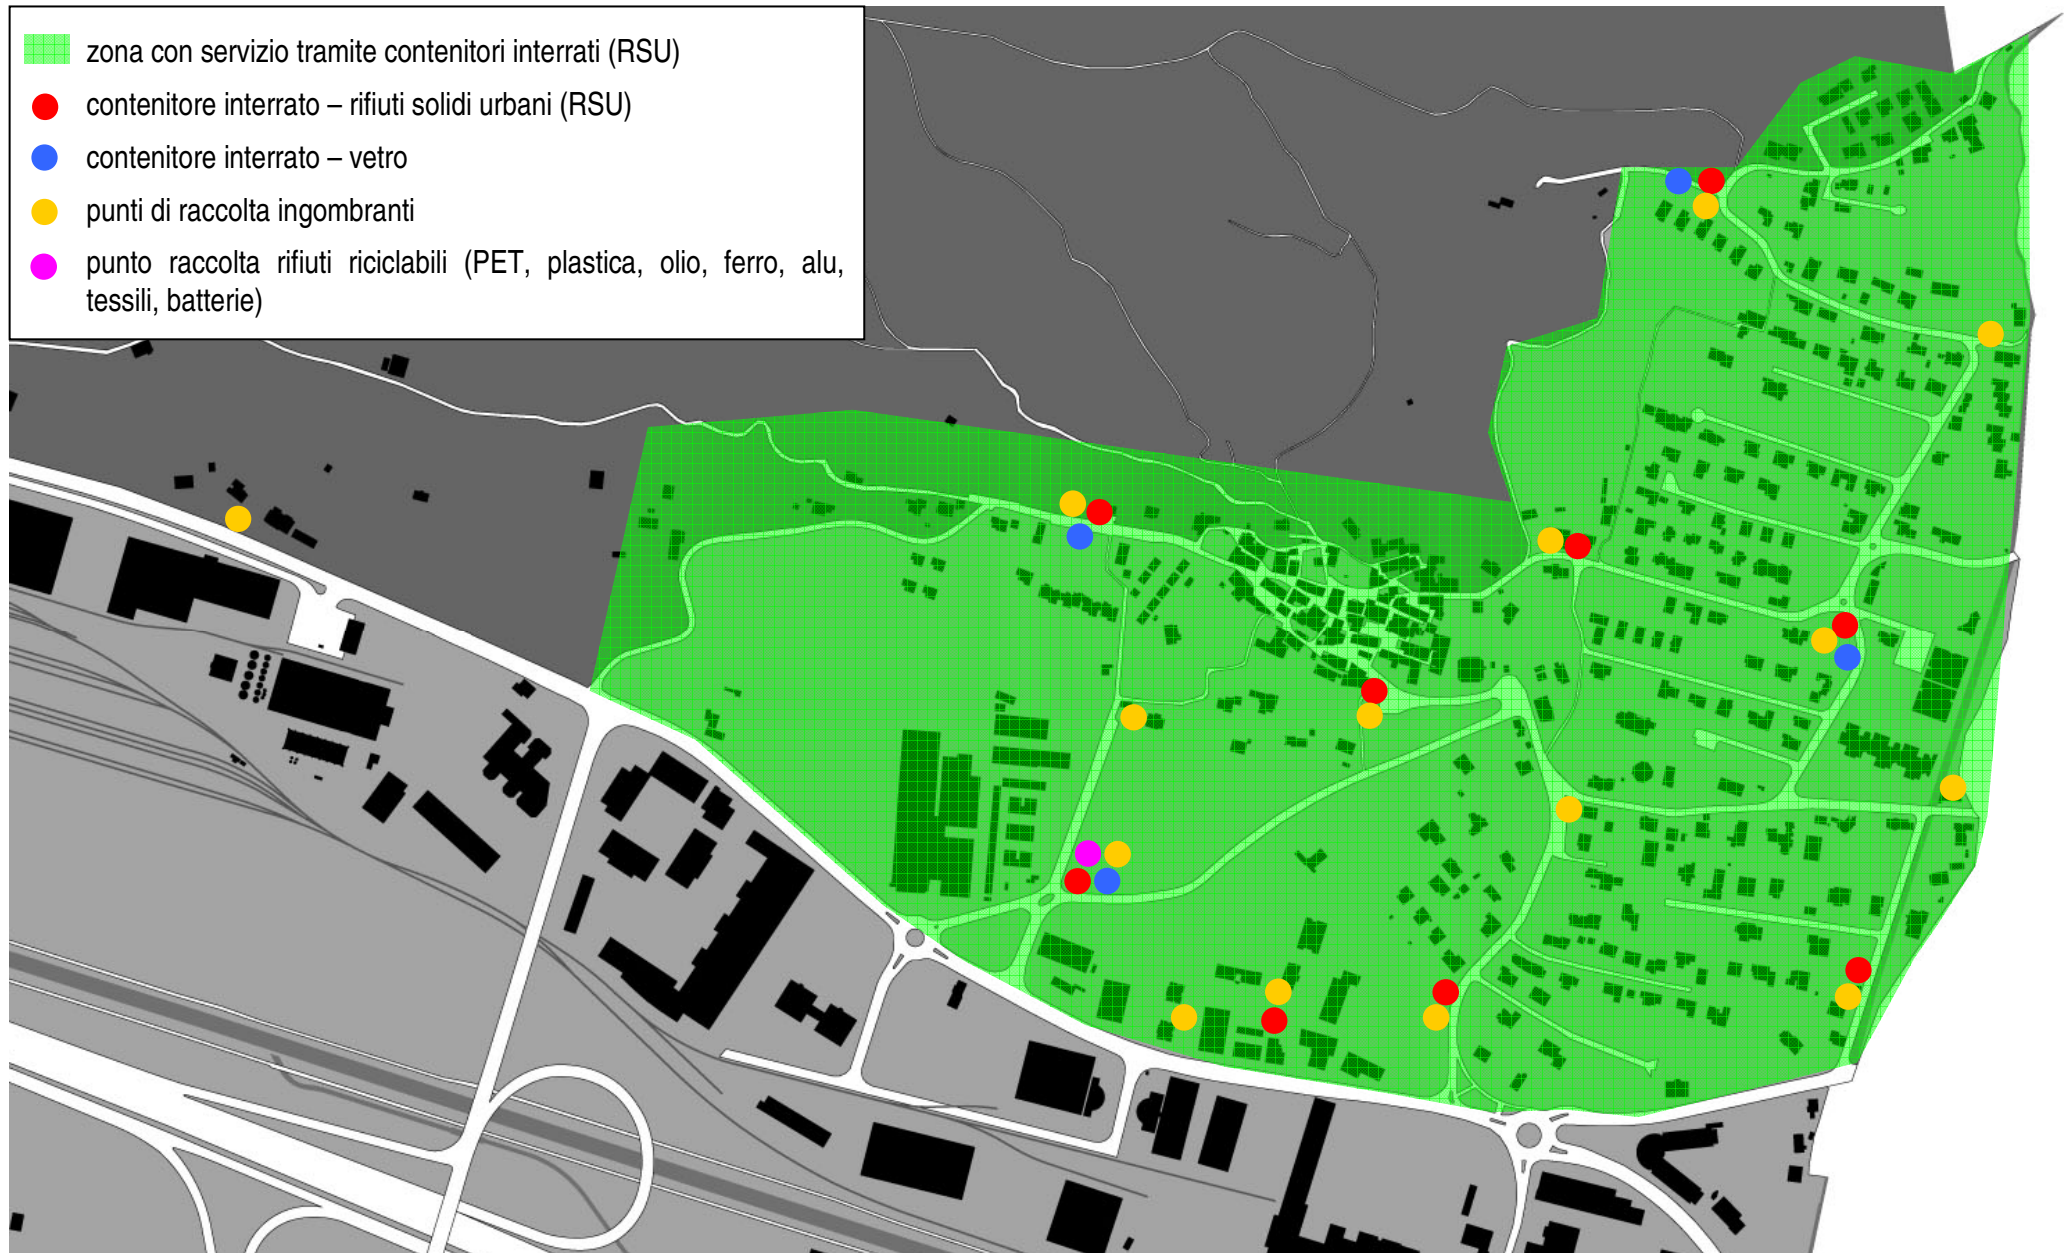 zona con servizio tramite contenitori interrati (RSU)
contenitore interrato – rifiuti solidi urbani (RSU)
contenitore interrato – vetro
punti di raccolta ingombranti
punto raccolta rifiuti riciclabili (PET, plastica, olio, ferro, alu,
tessili, batterie)